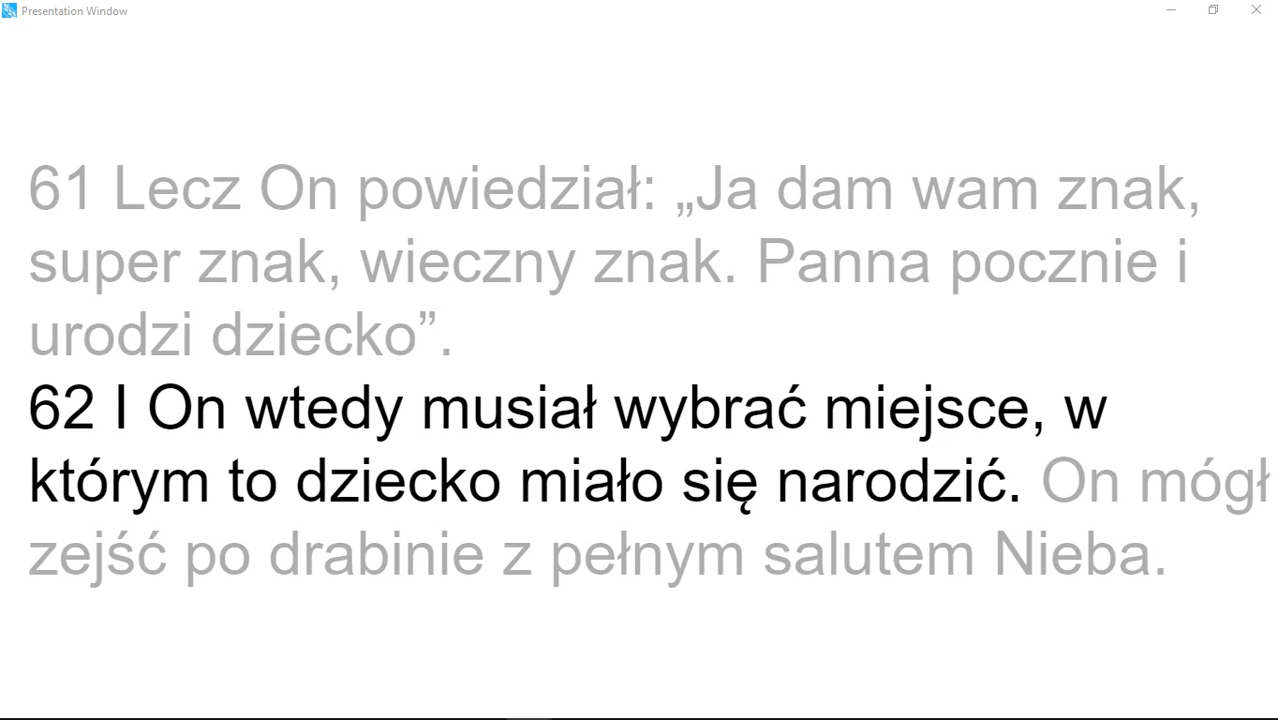 Presentation Window
61 Lecz On powiedział: „Ja dam wam znak,
super znak, wieczny znak. Panna pocznie i
urodzi dziecko”.
62 I On wtedy musiał wybrać miejsce, w
którym to dziecko miało się narodzić. On mógł
zejść po drabinie z pełnym salutem Nieba.